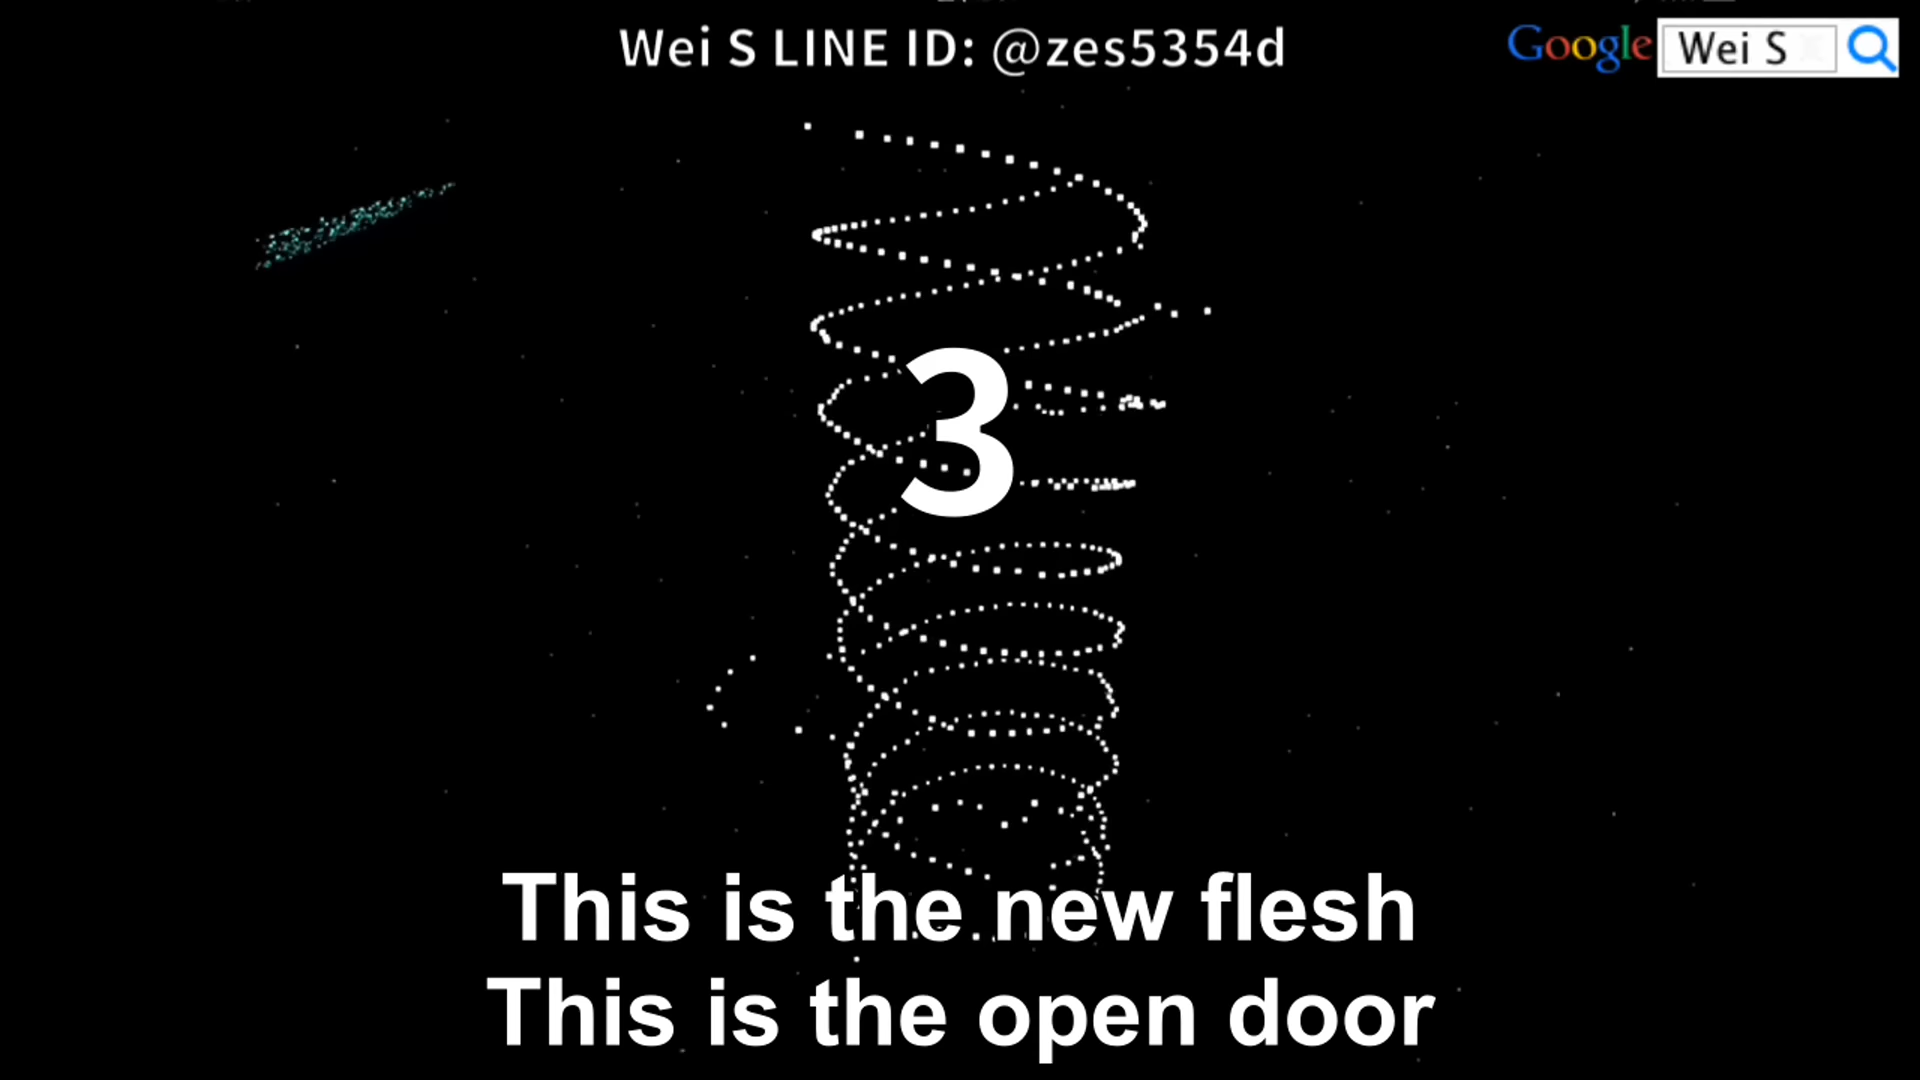 Wei S LINE ID: @zes5354d
Google Wei S
3
This is the new flesh
This is the open door